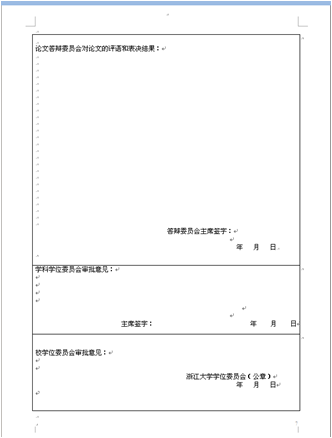 论文答辩委员会对论文的评语和表决结果：
答辩委员会主席签字：
年 月 日
学科学位委员会审批意见：
主席签字： 年 月 日
校学位委员会审批意见：
浙江大学学位委员会（公章）
年 月 日